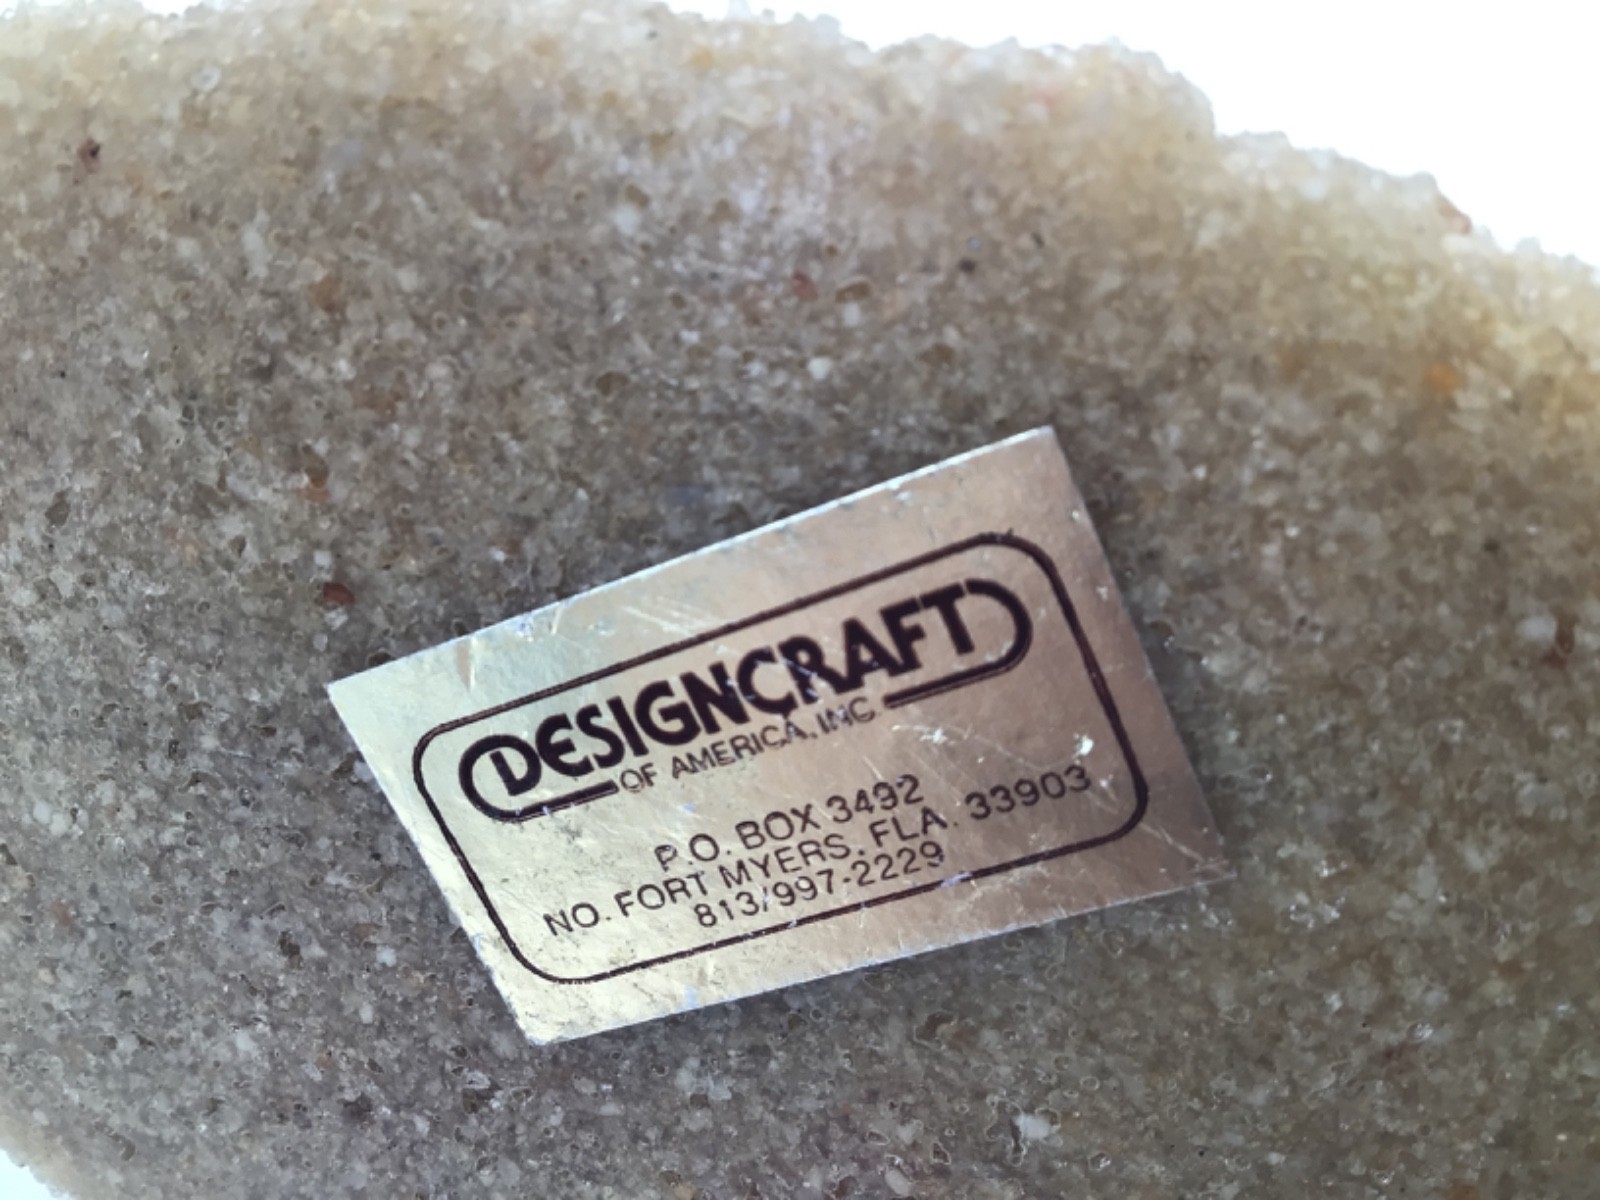 DESIGNCRAFT
OF AMERICA, INC
P.O. BOX 3492
NO. FORT MYERS, FLA. 33903
813/997-2229